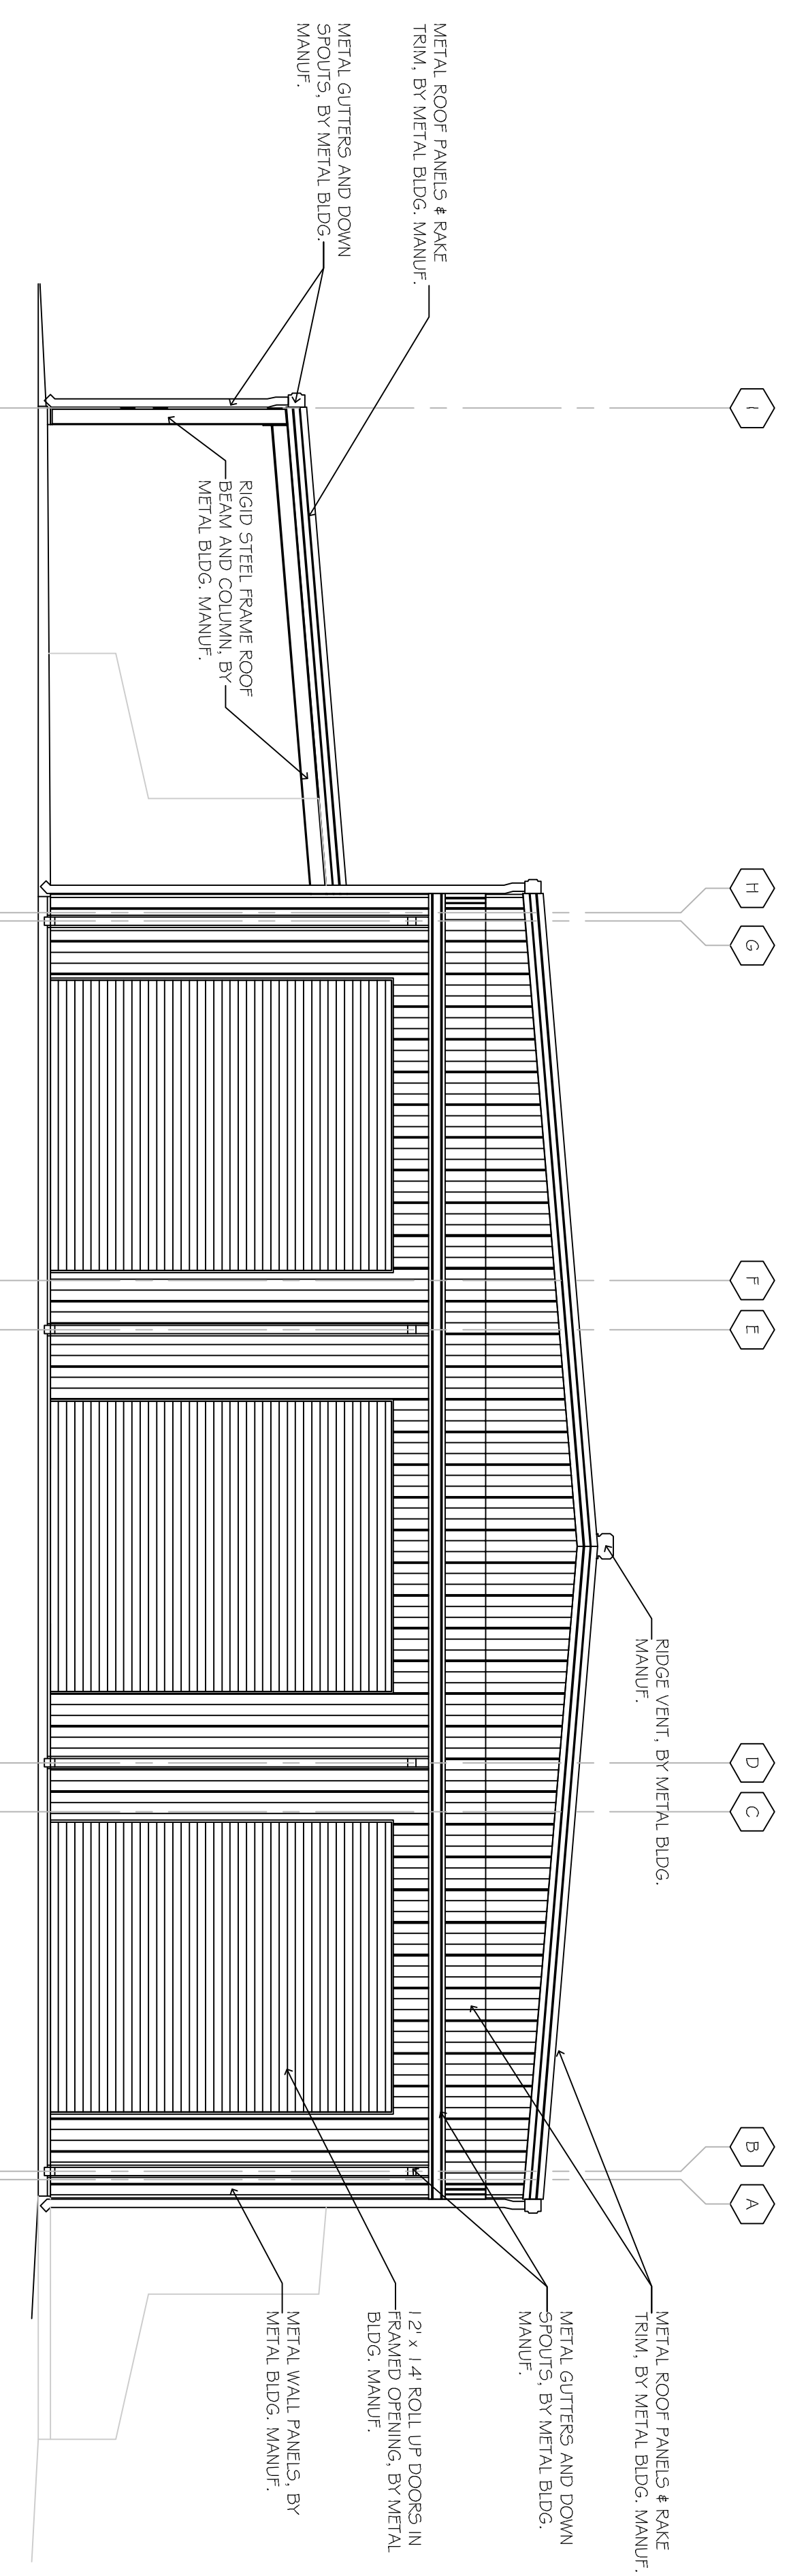 I
H
G
F
E
D
C
B
A
METAL ROOF PANELS & RAKE
TRIM, BY METAL BLDG. MANUF.
METAL GUTTERS AND DOWN
SPOUTS, BY METAL BLDG.
MANUF.
RIGID STEEL FRAME ROOF
BEAM AND COLUMN, BY
METAL BLDG. MANUF.
RIDGE VENT, BY METAL BLDG.
MANUF.
METAL ROOF PANELS & RAKE
TRIM, BY METAL BLDG. MANUF.
METAL GUTTERS AND DOWN
SPOUTS, BY METAL BLDG.
MANUF.
12' x 14' ROLL UP DOORS IN
FRAMED OPENING, BY METAL
BLDG. MANUF.
METAL WALL PANELS, BY
METAL BLDG. MANUF.